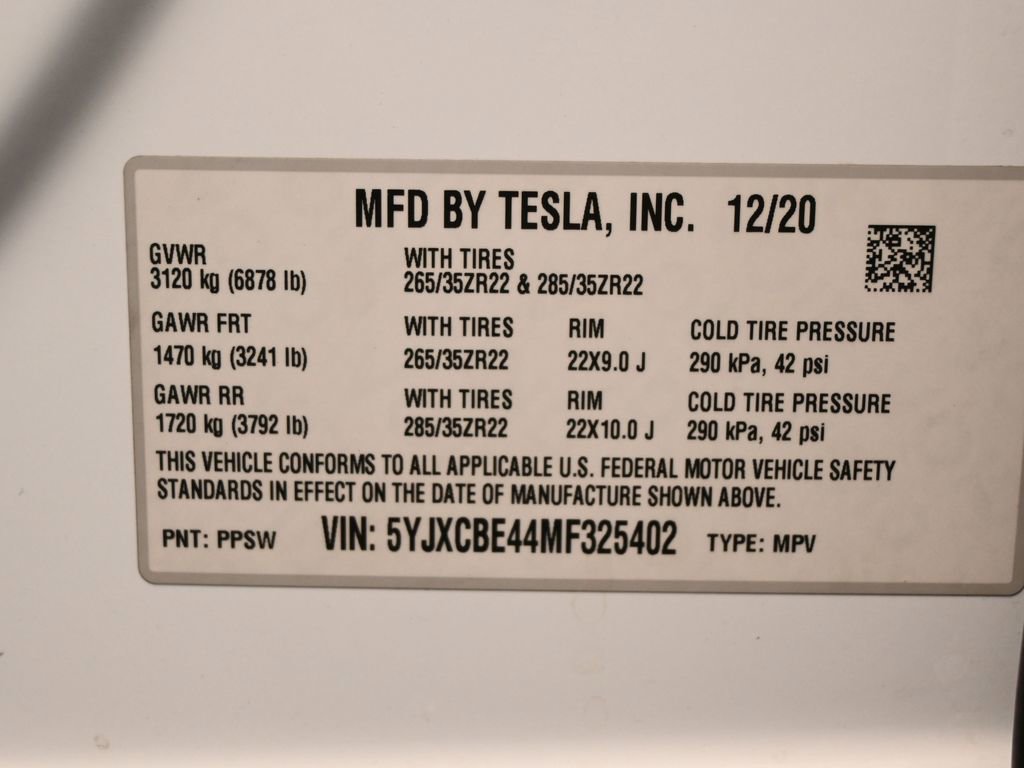 MFD BY TESLA, INC. 12/20
GVWR WITH TIRES
3120 kg (6878 lb) 265/35ZR22 & 285/35ZR22
GAWR FRT WITH TIRES RIM COLD TIRE PRESSURE
1470 kg (3241 lb) 265/35ZR22 22X9.0 J 290 kPa, 42 psi
GAWR RR WITH TIRES RIM COLD TIRE PRESSURE
1720 kg (3792 lb) 285/35ZR22 22X10.0 J 290 kPa, 42 psi
THIS VEHICLE CONFORMS TO ALL APPLICABLE U.S. FEDERAL MOTOR VEHICLE SAFETY
STANDARDS IN EFFECT ON THE DATE OF MANUFACTURE SHOWN ABOVE.
PNT: PPSW VIN: 5YJXCBE44MF325402 TYPE: MPV